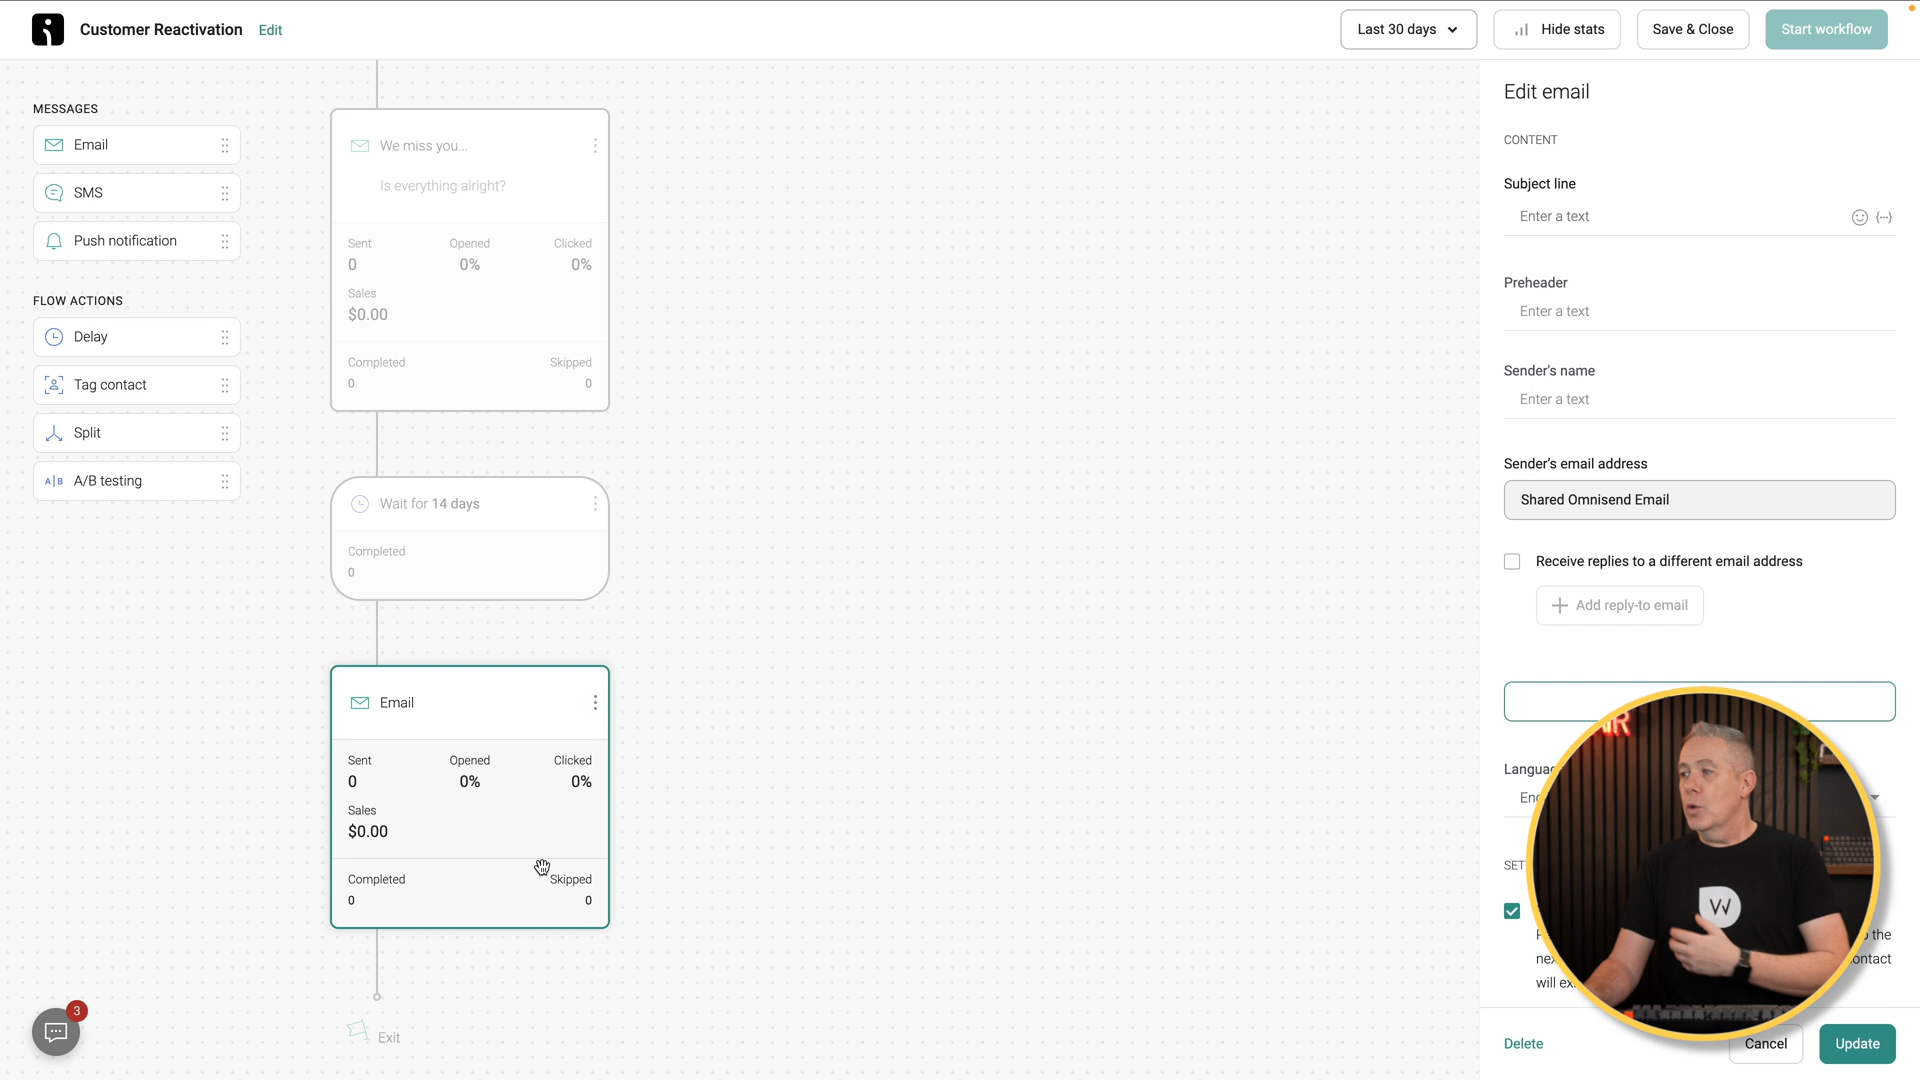 Customer Reactivation Edit
Last 30 days
Hide stats
Save & Close
Start workflow
MESSAGES
Email
SMS
Push notification
FLOW ACTIONS
Delay
Tag contact
Split
A|B A/B testing
3
We miss you...
Is everything alright?
Sent Opened Clicked
0 0% 0%
Sales
$0.00
Completed Skipped
0 0
Wait for 14 days
Completed
0
Email
Sent Opened Clicked
0 0% 0%
Sales
$0.00
Completed Skipped
0 0
Exit
Edit email
CONTENT
Subject line
Enter a text
Preheader
Enter a text
Sender's name
Enter a text
Sender's email address
Shared Omnisend Email
Receive replies to a different email address
Add reply-to email
the
will
Delete
Cancel
Update